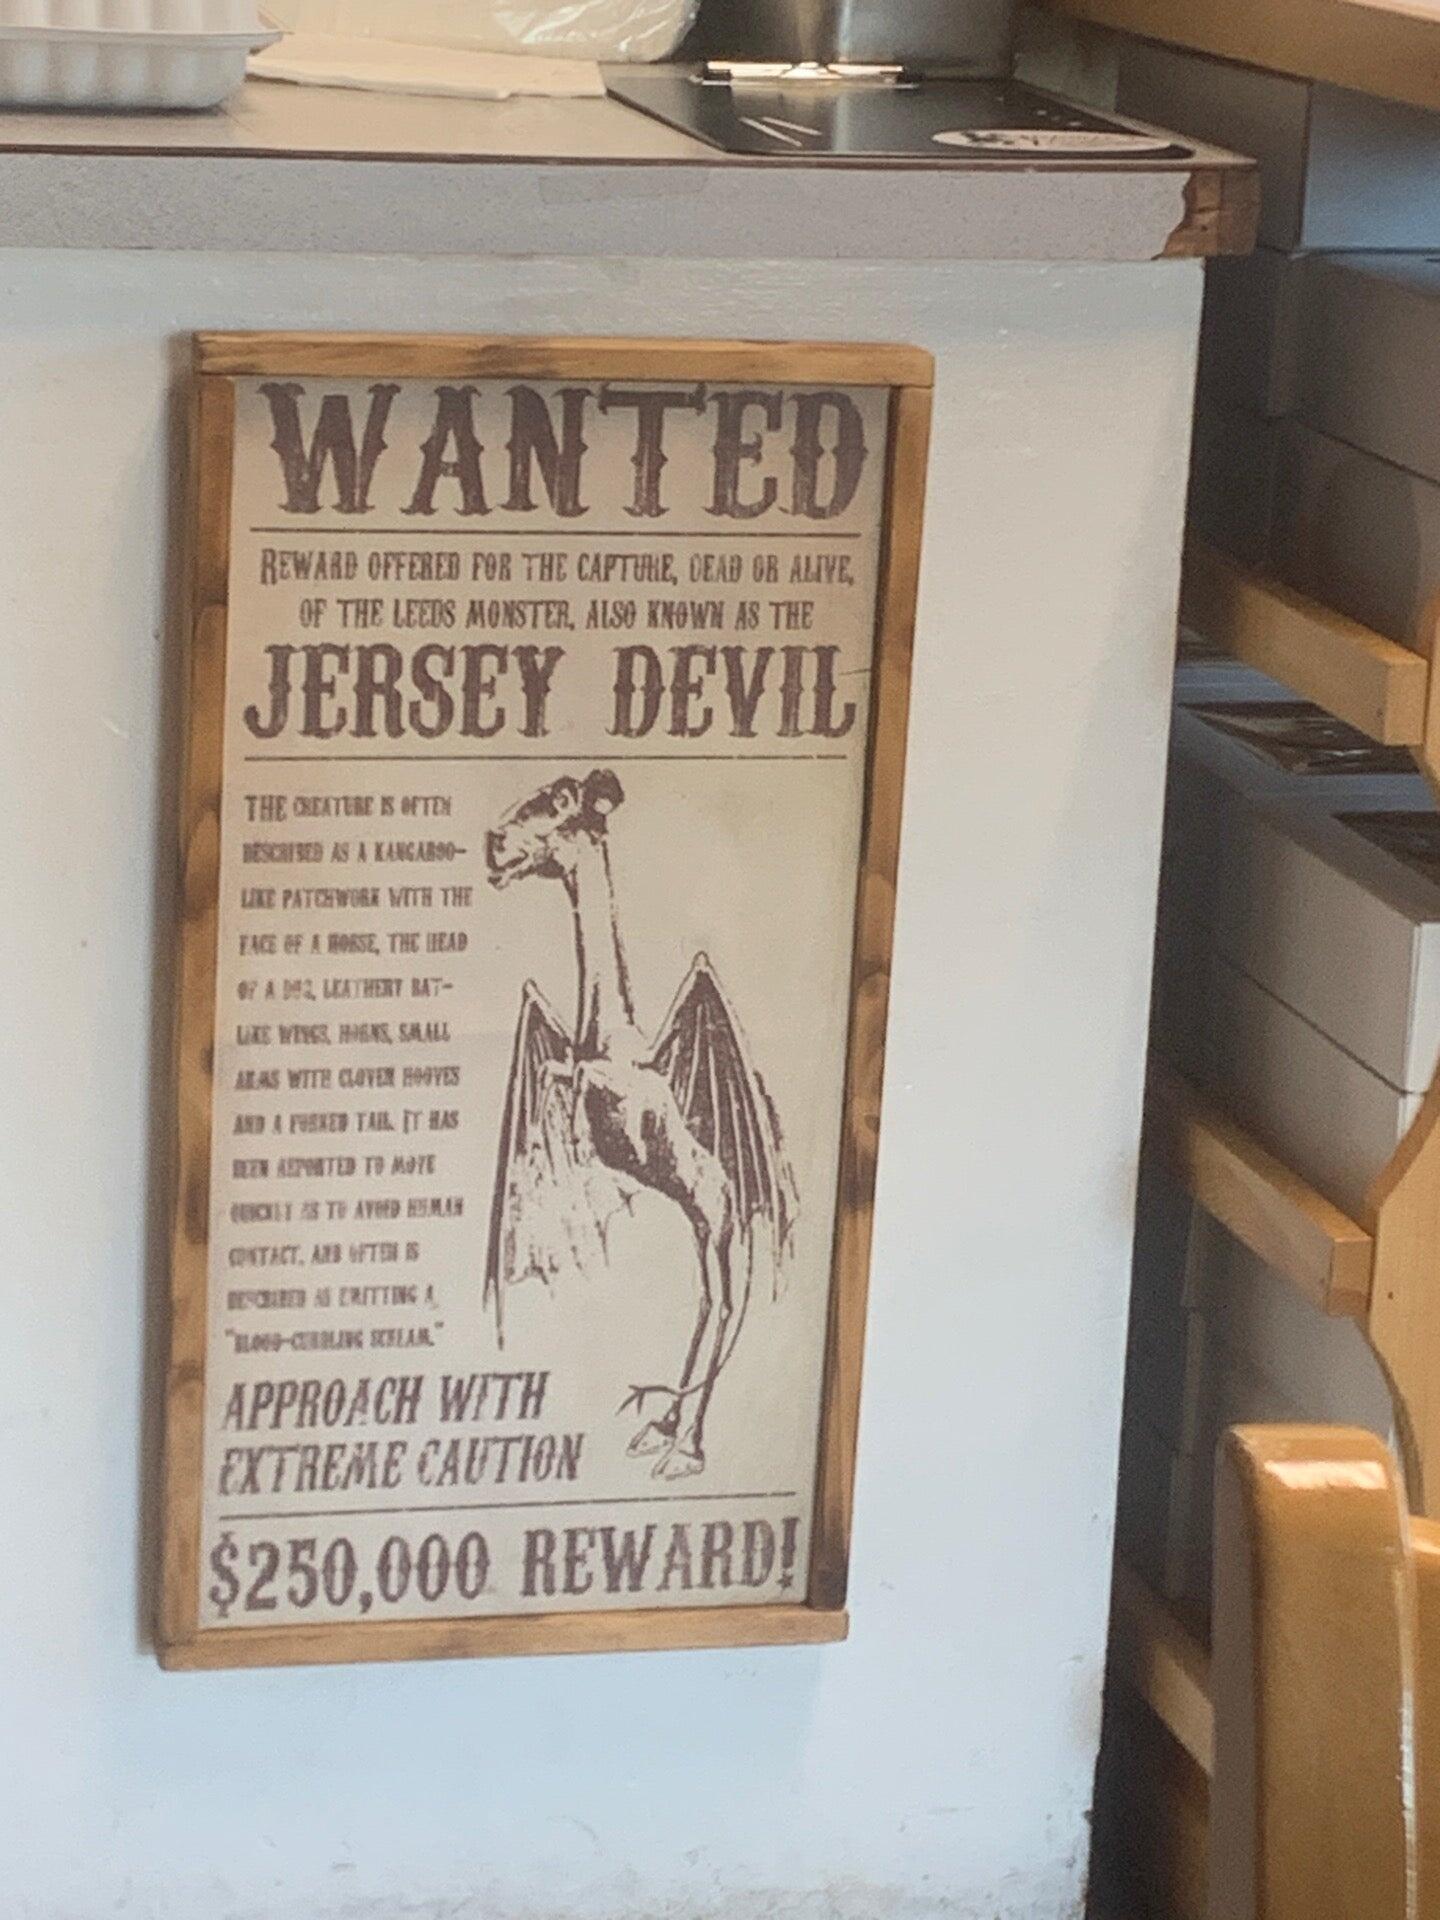 WANTED
REWARD OFFERED FOR THE CAPTURE, DEAD OR ALIVE,
OF THE LEEDS MONSTER, ALSO KNOWN AS THE
JERSEY DEVIL
THE CREATURE IS OFTEN
DESCRIBED AS A KANGAROO-
LIKE PATCHWORK WITH THE
FACE OF A HORSE, THE HEAD
OF A DOG, LEATHERY BAT-
LIKE WINGS, HORNS, SMALL
ARMS WITH CLOVEN HOOVES
AND A FORKED TAIL. IT HAS
BEEN REPORTED TO MOVE
QUICKLY AS TO AVOID HUMAN
CONTACT, AND OFTEN IS
DESCRIBED AS EMITTING A
"BLOOD-CURDLING SCREAM."
APPROACH WITH
EXTREME CAUTION
$250,000 REWARD!